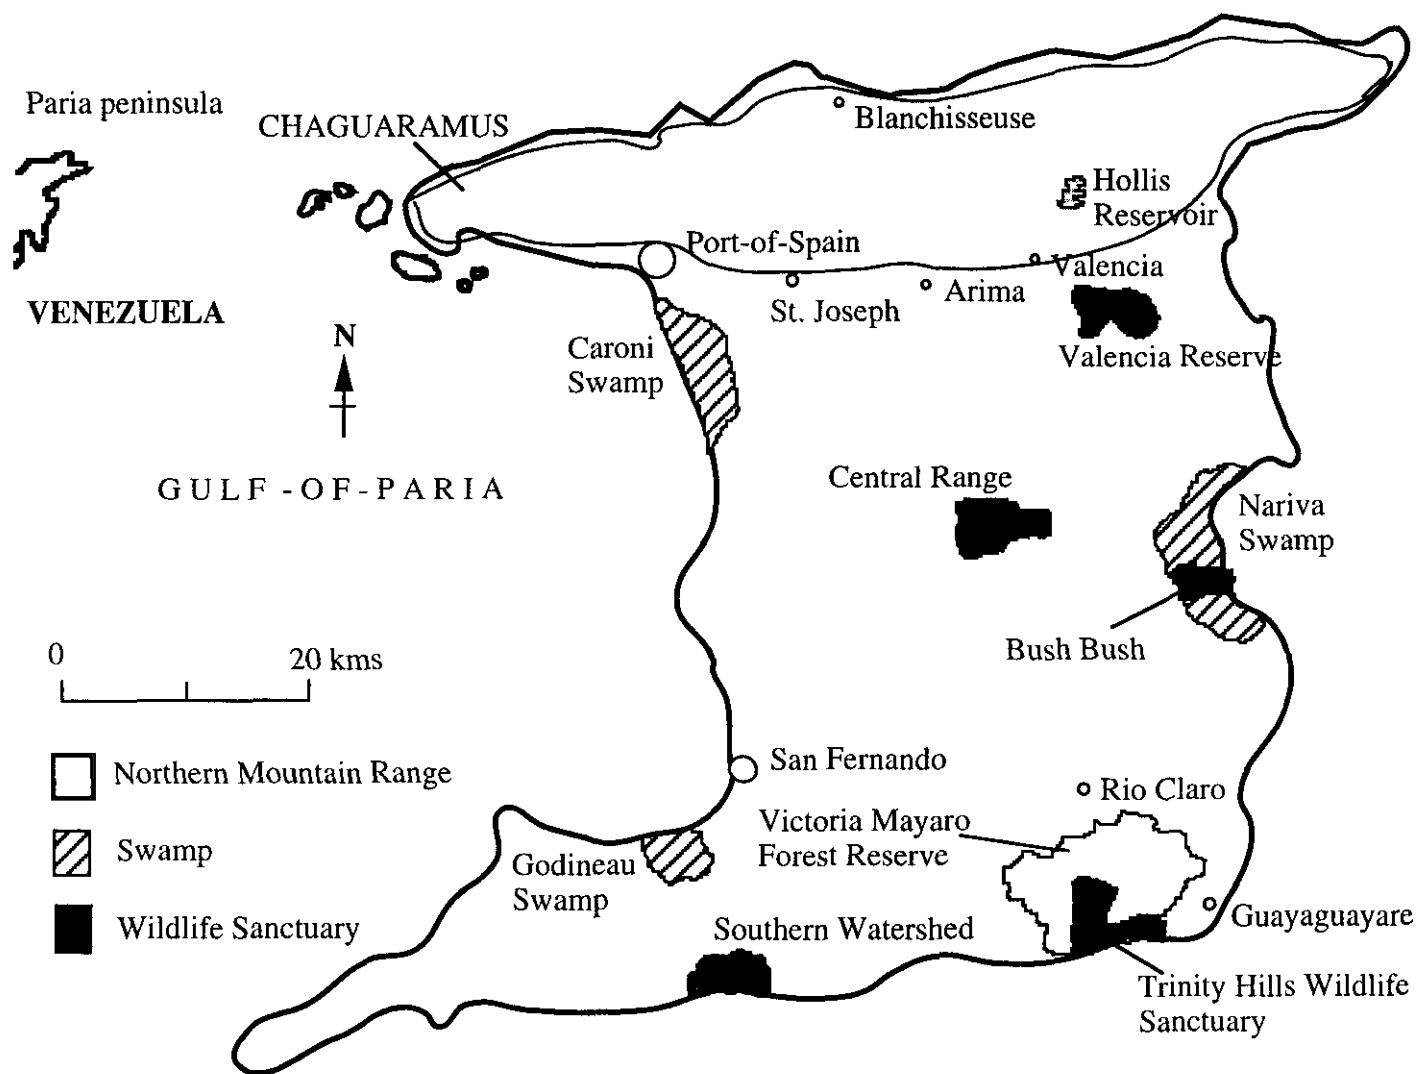 Paria peninsula
CHAGUARAMUS
Blanchisseuse
Hollis
Reservoir
Port-of-Spain
Valencia
VENEZUELA
St. Joseph
Arima
N
Caroni
Swamp
Valencia Reserve
GULF-OF-PARIA
Central Range
Nariva
Swamp
Bush Bush
0
20 kms
San Fernando
Northern Mountain Range
Rio Claro
Victoria Mayaro
Forest Reserve
Swamp
Godineau
Swamp
Wildlife Sanctuary
Southern Watershed
Guayaguayare
Trinity Hills Wildlife
Sanctuary